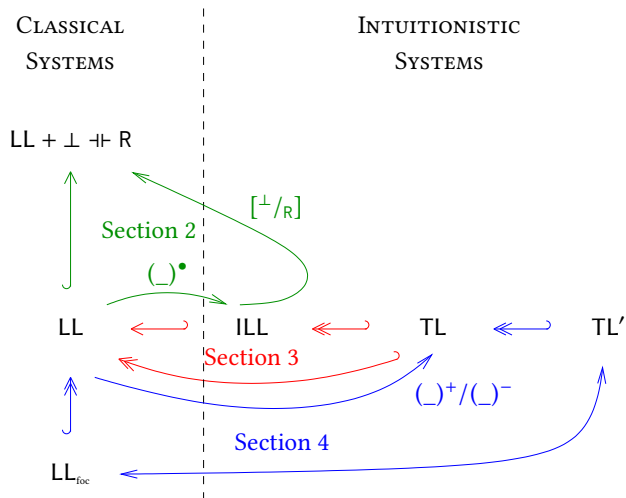 CLASSICAL SYSTEMS
INTUITIONISTIC SYSTEMS
LL + ⊥ ⊣⊢ R
[⊥/R]
Section 2
(_)•
LL
ILL
TL
TL′
Section 3
(_)⁺/(_)⁻
Section 4
LLfoc